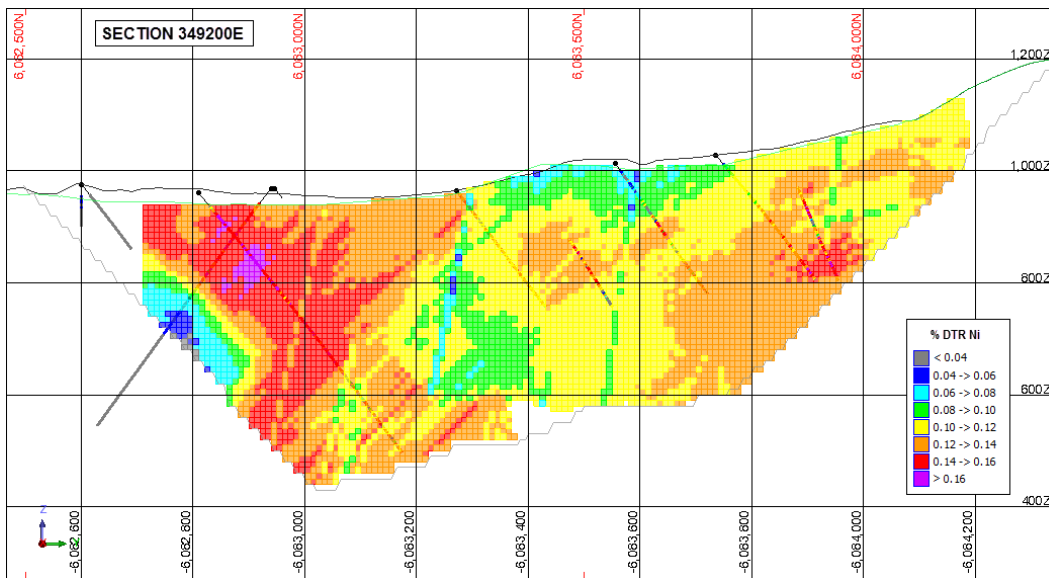 SECTION 349200E
6,082,500N
6,083,000N
6,083,500N
6,084,000N
1,200Z
1,000Z
800Z
600Z
400Z
% DTR Ni
< 0.04
0.04 -> 0.06
0.06 -> 0.08
0.08 -> 0.10
0.10 -> 0.12
0.12 -> 0.14
0.14 -> 0.16
> 0.16
Z
-6,082,600
-6,082,800
-6,083,000
-6,083,200
-6,083,400
-6,083,600
-6,083,800
-6,084,000
-6,084,200